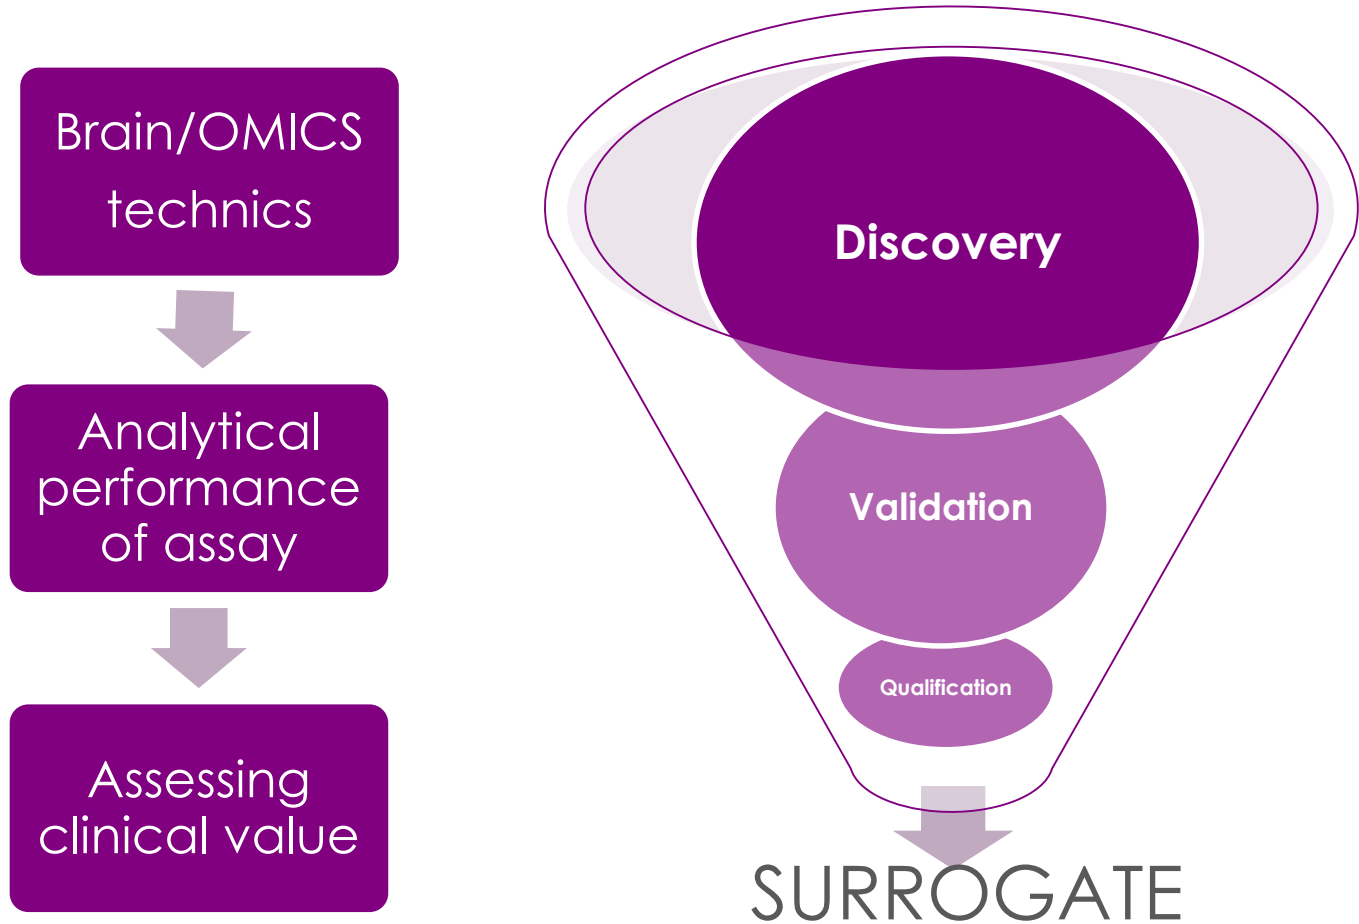 Brain/OMICS
technics
Analytical
performance
of assay
Assessing
clinical value
Discovery
Validation
Qualification
SURROGATE